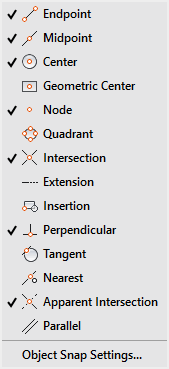 Endpoint
Midpoint
Center
Geometric Center
Node
Quadrant
Intersection
Extension
Insertion
Perpendicular
Tangent
Nearest
Apparent Intersection
Parallel
Object Snap Settings...